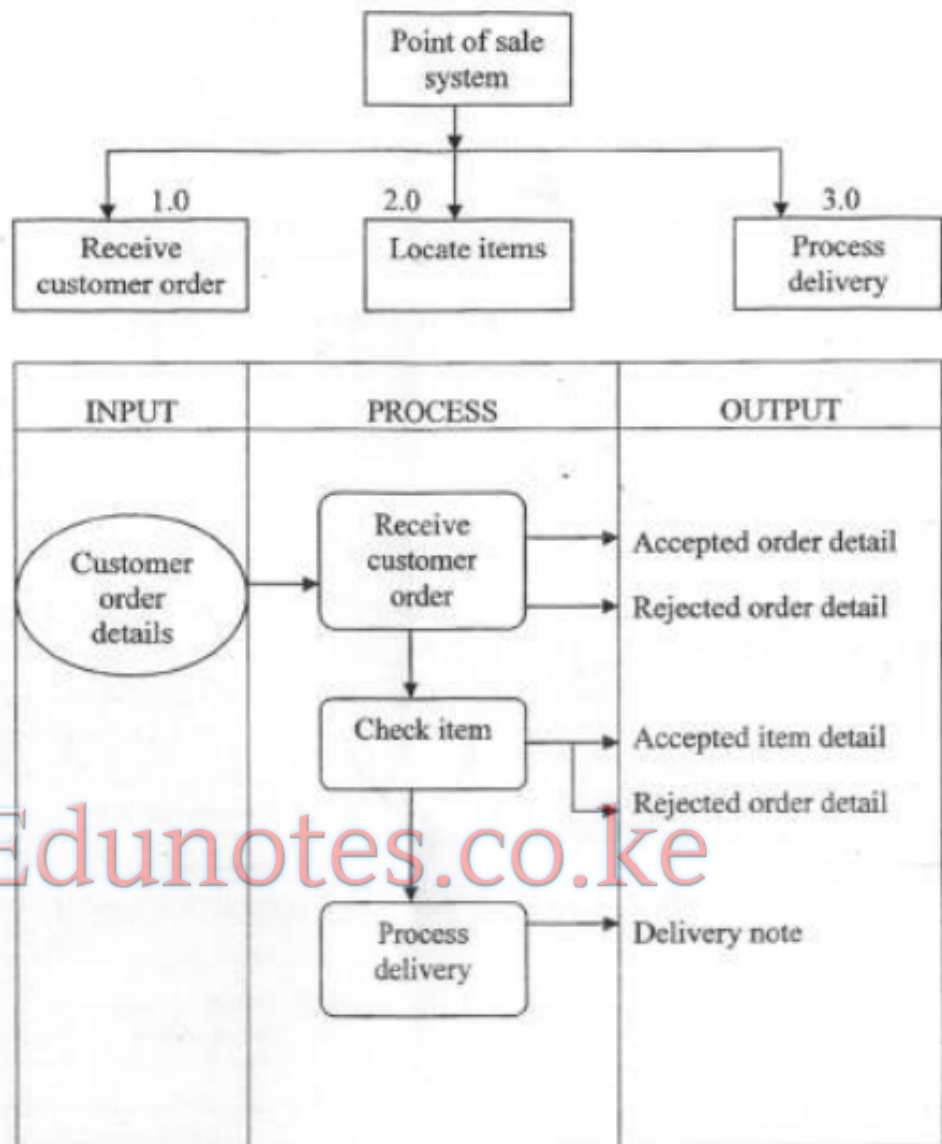 Point of sale
system
1.0
2.0
3.0
Receive
customer order
Locate items
Process
delivery
INPUT
PROCESS
OUTPUT
Customer
order
details
Receive
customer
order
Accepted order detail
Rejected order detail
Check item
Accepted item detail
Rejected order detail
Edunotes.co.ke
Process
delivery
Delivery note